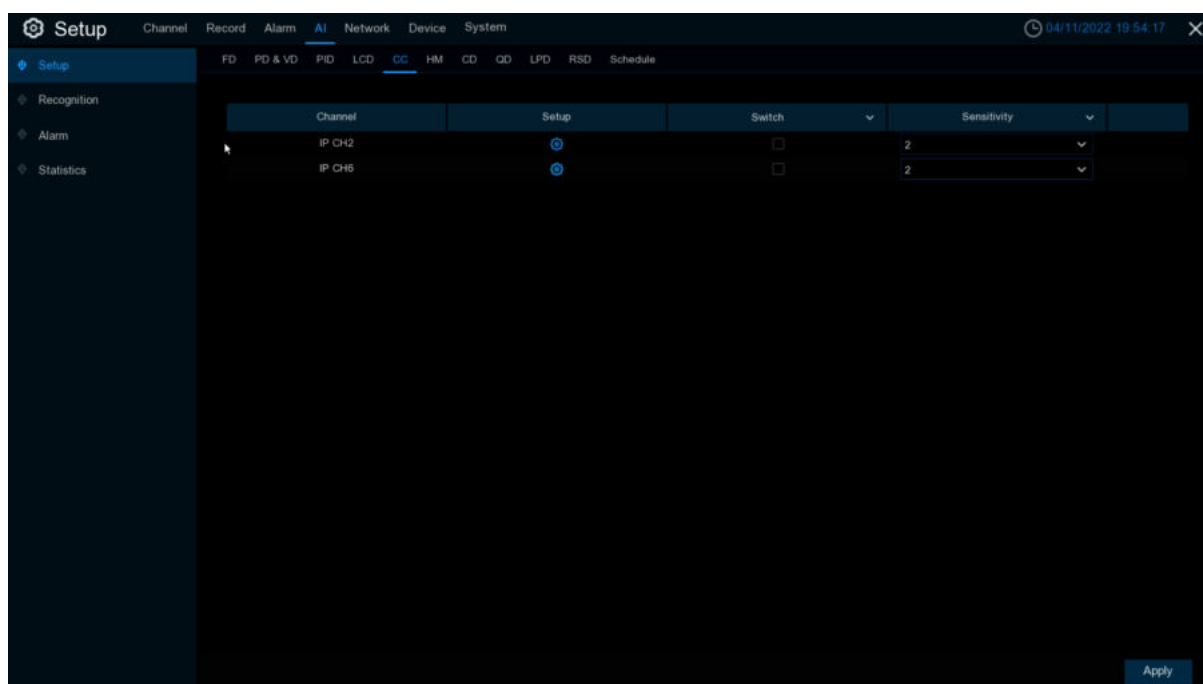 Setup Channel Record Alarm AI Network Device System 04/11/2022 19:54:17
Setup
Recognition
Alarm
Statistics
FD PD & VD PID LCD CC HM CD QD LPD RSD Schedule
Channel Setup Switch Sensitivity
IP CH2 2
IP CH6 2
Apply